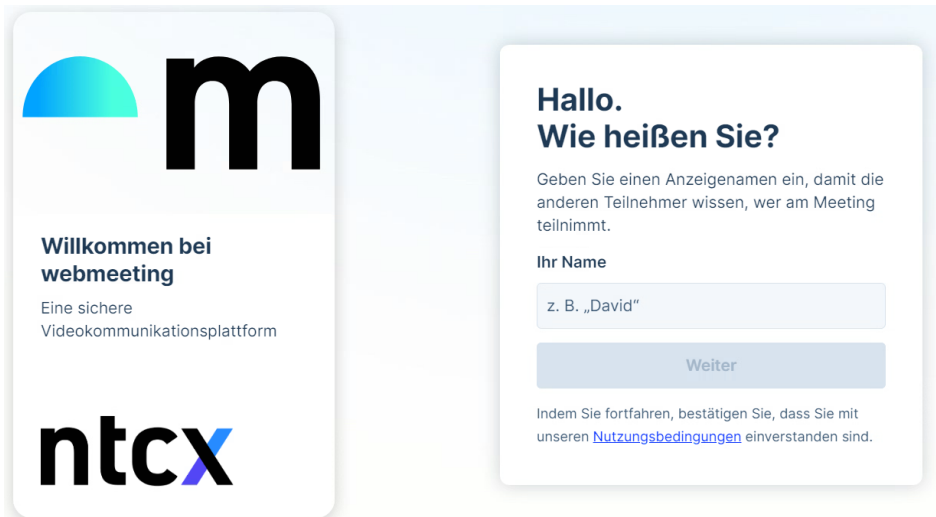 m
Willkommen bei
webmeeting
Eine sichere
Videokommunikationsplattform
ntcx
Hallo.
Wie heißen Sie?
Geben Sie einen Anzeigenamen ein, damit die
anderen Teilnehmer wissen, wer am Meeting
teilnimmt.
Ihr Name
z. B. „David“
Weiter
Indem Sie fortfahren, bestätigen Sie, dass Sie mit
unseren Nutzungsbedingungen einverstanden sind.